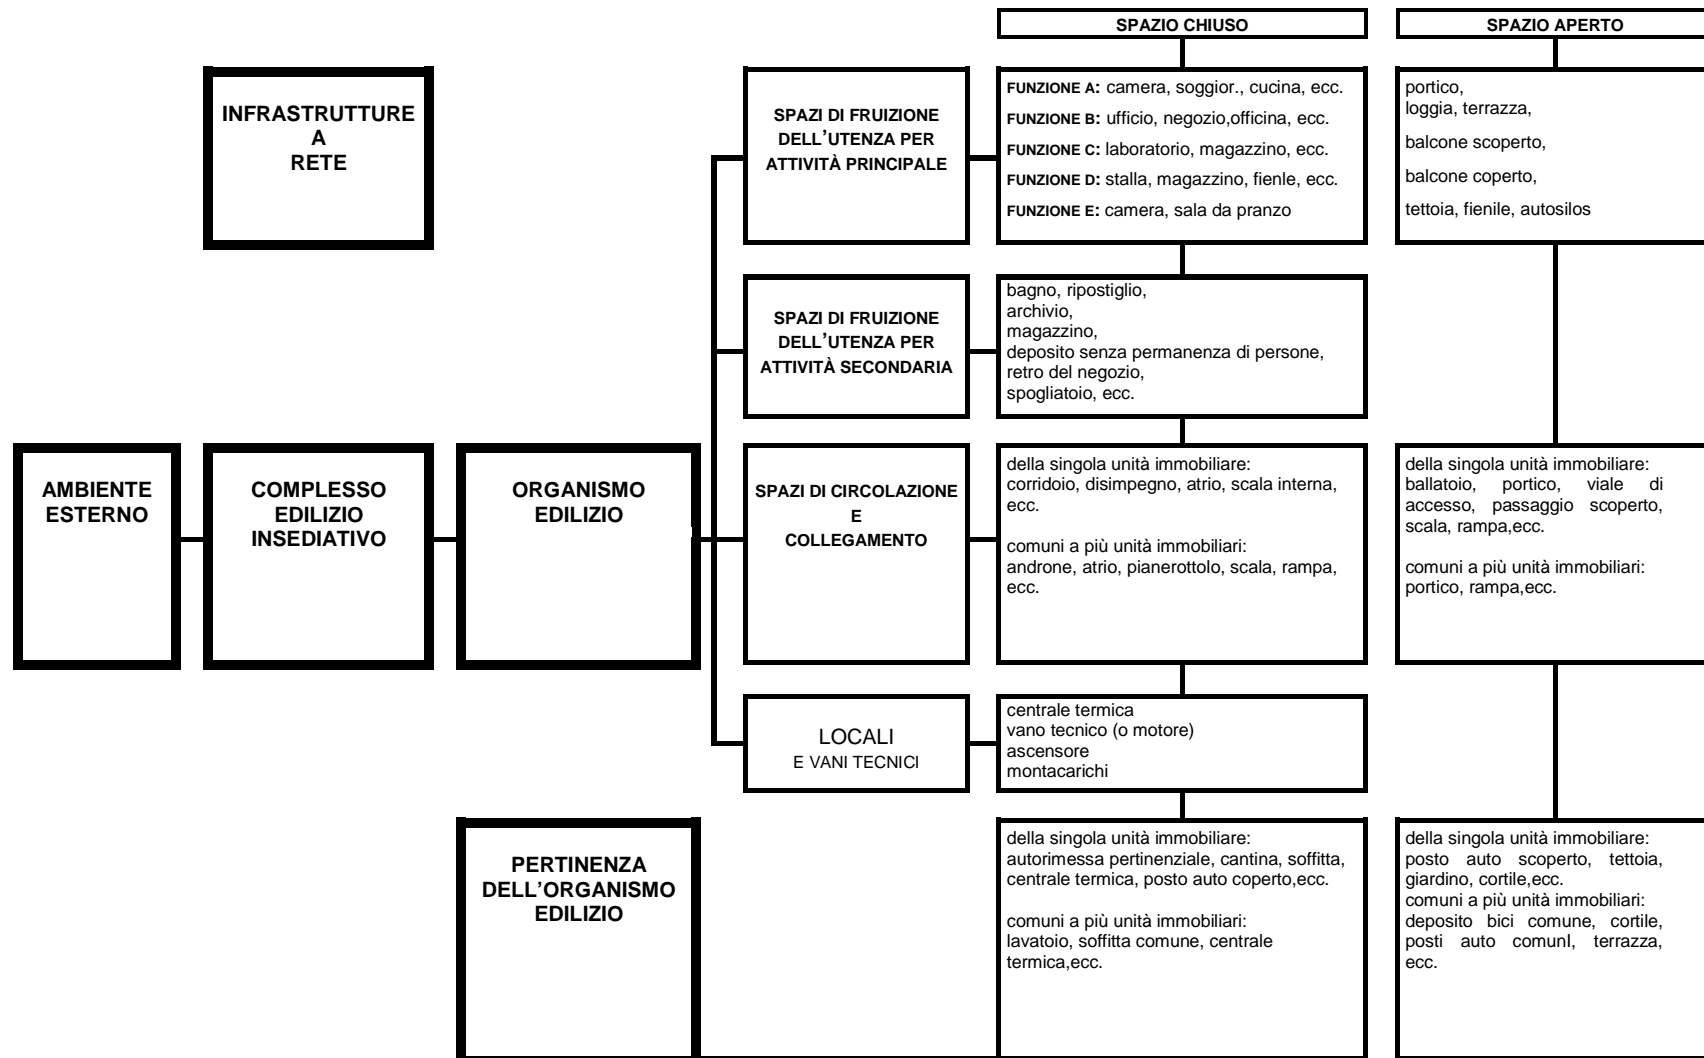 SPAZIO CHIUSO
SPAZIO APERTO
INFRASTRUTTURE
A
RETE
SPAZI DI FRUIZIONE
DELL'UTENZA PER
ATTIVITÀ PRINCIPALE
FUNZIONE A: camera, soggior., cucina, ecc.
FUNZIONE B: ufficio, negozio,officina, ecc.
FUNZIONE C: laboratorio, magazzino, ecc.
FUNZIONE D: stalla, magazzino, fienle, ecc.
FUNZIONE E: camera, sala da pranzo
portico,
loggia, terrazza,
balcone scoperto,
balcone coperto,
tettoia, fienile, autosilos
SPAZI DI FRUIZIONE
DELL'UTENZA PER
ATTIVITÀ SECONDARIA
bagno, ripostiglio,
archivio,
magazzino,
deposito senza permanenza di persone,
retro del negozio,
spogliatoio, ecc.
AMBIENTE
ESTERNO
COMPLESSO
EDILIZIO
INSEDIATIVO
ORGANISMO
EDILIZIO
SPAZI DI CIRCOLAZIONE
E
COLLEGAMENTO
della singola unità immobiliare:
corridoio, disimpegno, atrio, scala interna,
ecc.
comuni a più unità immobiliari:
androne, atrio, pianerottolo, scala, rampa,
ecc.
della singola unità immobiliare:
ballatoio, portico, viale di
accesso, passaggio scoperto,
scala, rampa,ecc.
comuni a più unità immobiliari:
portico, rampa,ecc.
LOCALI
E VANI TECNICI
centrale termica
vano tecnico (o motore)
ascensore
montacarichi
PERTINENZA
DELL'ORGANISMO
EDILIZIO
della singola unità immobiliare:
autorimessa pertinenziale, cantina, soffitta,
centrale termica, posto auto coperto,ecc.
comuni a più unità immobiliari:
lavatoio, soffitta comune, centrale
termica,ecc.
della singola unità immobiliare:
posto auto scoperto, tettoia,
giardino, cortile,ecc.
comuni a più unità immobiliari:
deposito bici comune, cortile,
posti auto comunI, terrazza,
ecc.